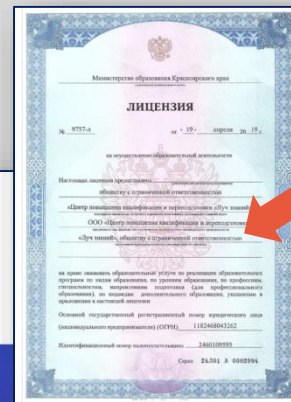 Министерство образования Красноярского края
ЛИЦЕНЗИЯ
№ 9757-л от « 19 » апреля 20 19 г.
на осуществление образовательной деятельности
Настоящая лицензия предоставлена
обществу с ограниченной ответственностью
«Центр повышения квалификации и переподготовки «Луч знаний»
ООО «Центр повышения квалификации и переподготовки
«Луч знаний», обществу с ограниченной ответственностью
на право оказывать образовательные услуги по реализации образовательных
программ по видам образования, по уровням образования, по профессиям,
специальностям, направлениям подготовки (для профессионального
образования), по подвидам дополнительного образования, указанным в
приложении к настоящей лицензии
Основной государственный регистрационный номер юридического лица
(индивидуального предпринимателя) (ОГРН) 1182468043262
Идентификационный номер налогоплательщика 2460109993
Серия 24Л01 № 0002994